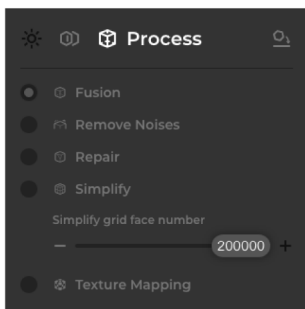 Process
Fusion
Remove Noises
Repair
Simplify
Simplify grid face number
200000
Texture Mapping